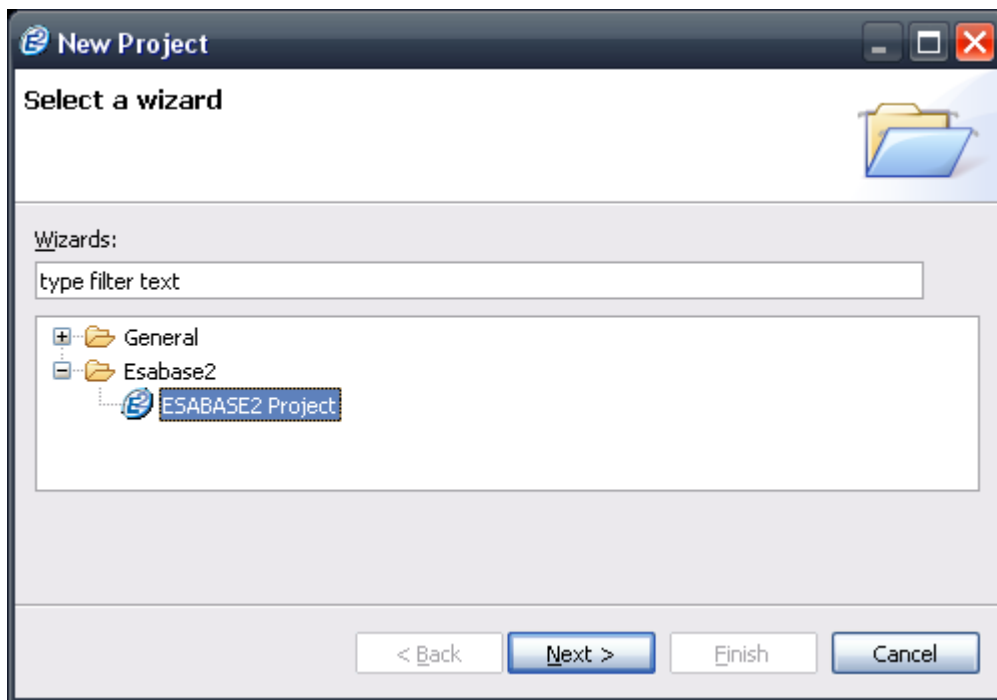 New Project
Select a wizard
Wizards:
type filter text
General
Esabase2
ESABASE2 Project
< Back Next > Finish Cancel